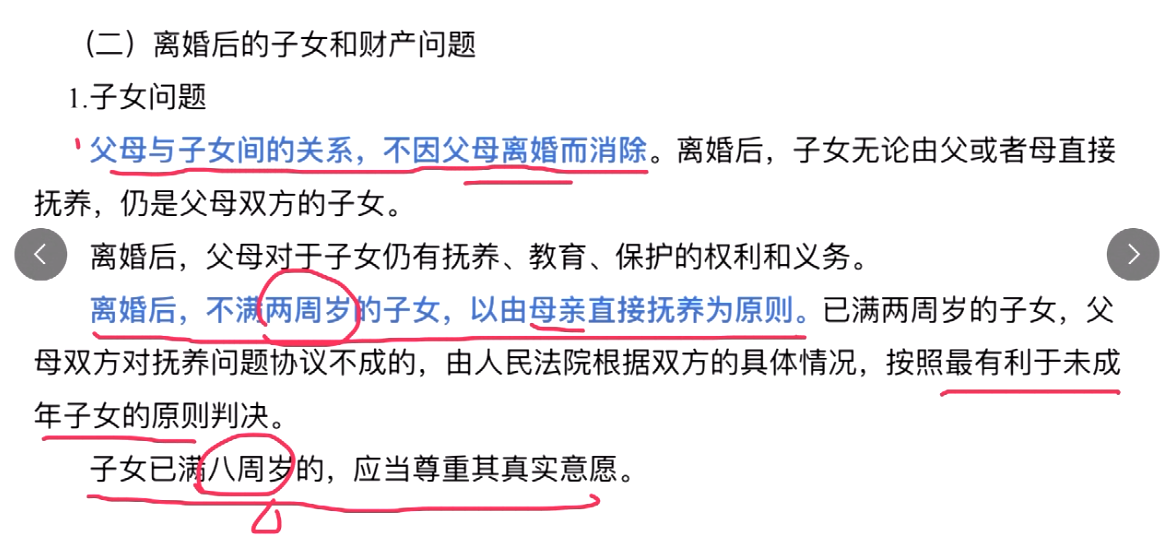 （二）离婚后的子女和财产问题
1.子女问题
父母与子女间的关系，不因父母离婚而消除。离婚后，子女无论由父或者母直接
抚养，仍是父母双方的子女。
离婚后，父母对于子女仍有抚养、教育、保护的权利和义务。
离婚后，不满两周岁的子女，以由母亲直接抚养为原则。已满两周岁的子女，父
母双方对抚养问题协议不成的，由人民法院根据双方的具体情况，按照最有利于未成
年子女的原则判决。
子女已满八周岁的，应当尊重其真实意愿。